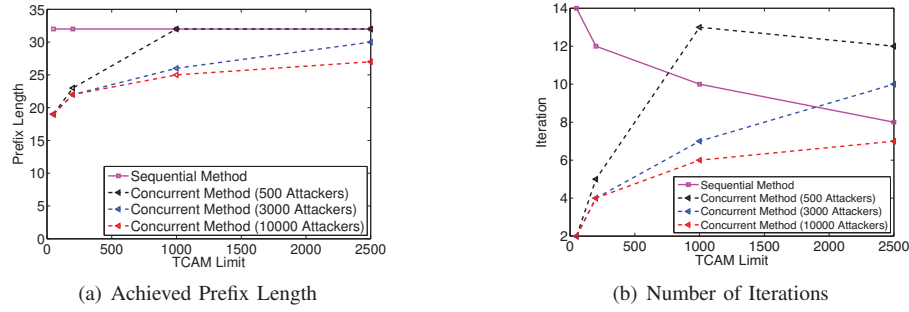 35
30
25
20
15
10
5
0
Prefix Length
Sequential Method
Concurrent Method (500 Attackers)
Concurrent Method (3000 Attackers)
Concurrent Method (10000 Attackers)
0 500 1000 1500 2000 2500
TCAM Limit
(a) Achieved Prefix Length
14
12
10
8
6
4
2
Iteration
Sequential Method
Concurrent Method (500 Attackers)
Concurrent Method (3000 Attackers)
Concurrent Method (10000 Attackers)
0 500 1000 1500 2000 2500
TCAM Limit
(b) Number of Iterations